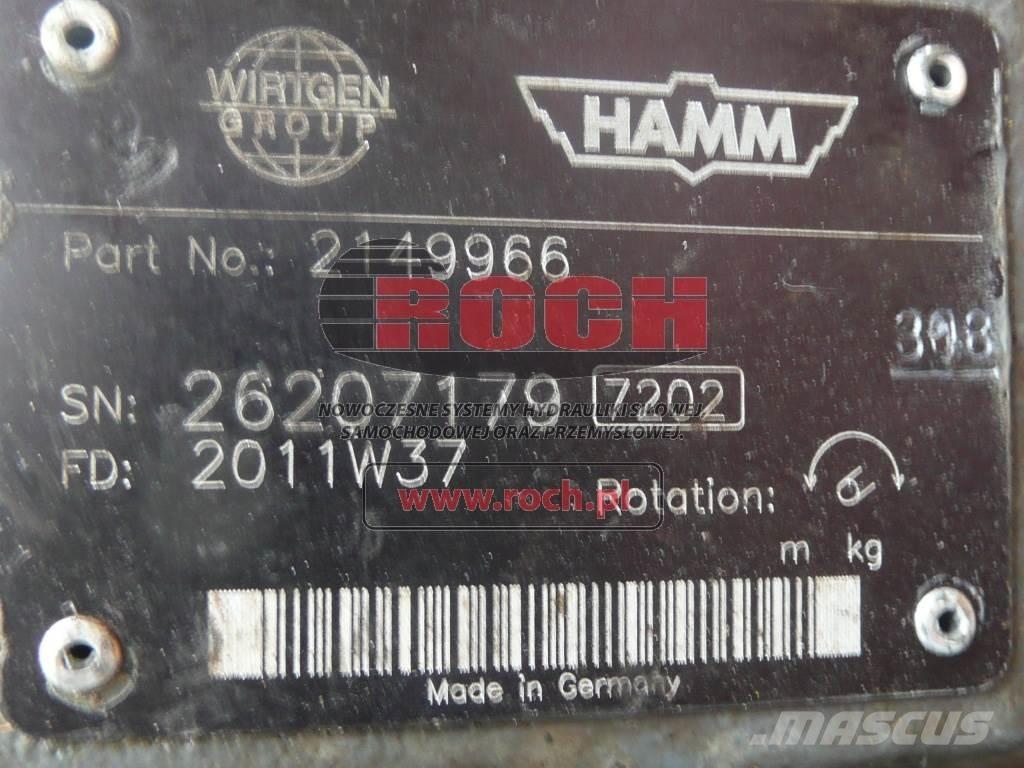 WIRTGEN
GROUP
HAMM
Part No.: 2149966
ROCH
308
SN: 26207179 7202
NOWOCZESNE SYSTEMY HYDRAULIKI SIŁOWEJ,
SAMOCHODOWEJ ORAZ PRZEMYSŁOWEJ.
FD: 2011W37
www.roch.pl
Rotation:
m kg
Made in Germany
MASCUS